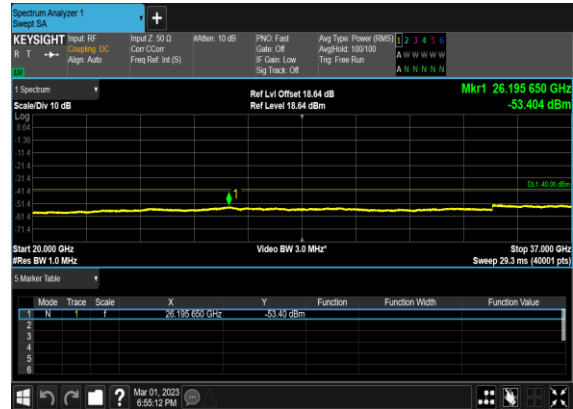 Spectrum Analyzer 1
Swept SA
+
KEYSIGHT Input: RF Input Z: 50 Ω #Atten: 10 dB PNO: Fast Avg Type: Power (RMS) 1 2 3 4 5 6
R T Coupling: DC Corr CCorr Gate: Off Avg|Hold: 100/100 A W W W W W
Align: Auto Freq Ref: Int (S) IF Gain: Low Trig: Free Run
LW Sig Track: Off A N N N N N
1 Spectrum Ref Lvl Offset 18.64 dB Mkr1 26.195 650 GHz
Scale/Div 10 dB Ref Level 18.64 dBm -53.404 dBm
Log
8.64
-1.36
-11.4
-21.4
-31.4
DL1 -40.00 dBm
-41.4
1
-51.4
-61.4
-71.4
Start 20.000 GHz Video BW 3.0 MHz* Stop 37.000 GHz
#Res BW 1.0 MHz Sweep 29.3 ms (40001 pts)
5 Marker Table
Mode Trace Scale X Y Function Function Width Function Value
1 N 1 f 26.195 650 GHz -53.40 dBm
2
3
4
5
6
? Mar 01, 2023
6:55:12 PM